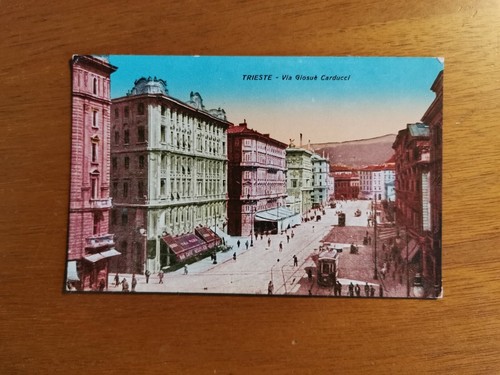 TRIESTE - Via Giosuè Carducci